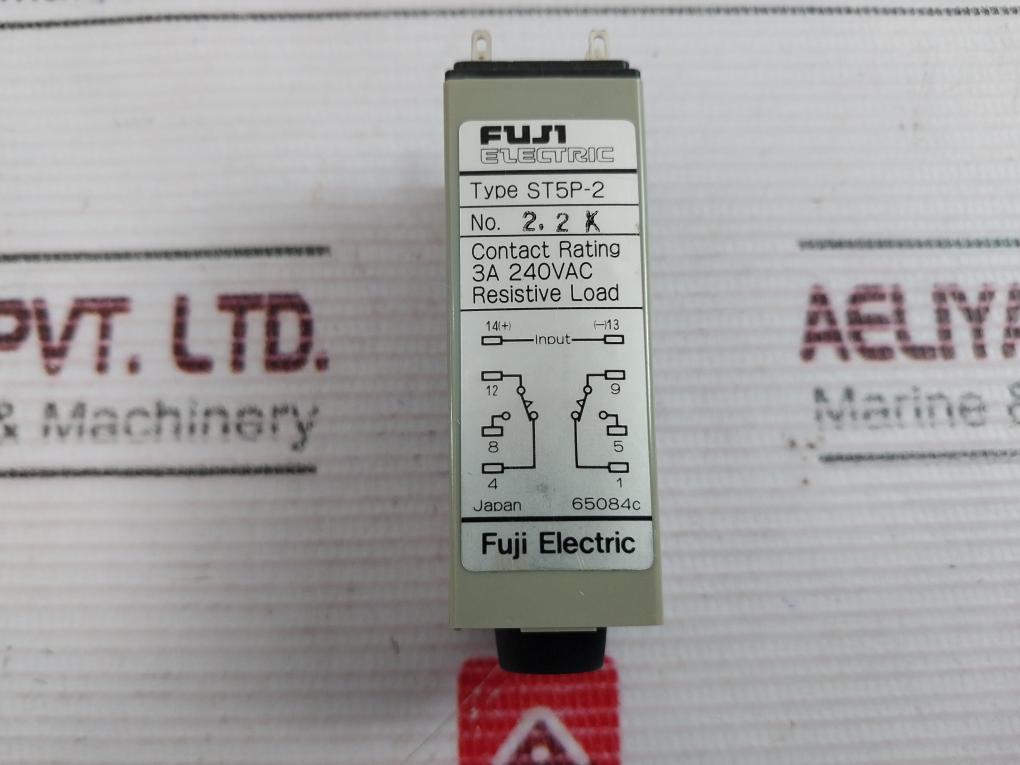 FUJI
ELECTRIC
Type ST5P-2
No. 2.2 K
Contact Rating
3A 240VAC
Resistive Load
14(+) (−)13
Input
12 9
8 5
4 1
Japan 65084c
Fuji Electric
PVT. LTD.
& Machinery
AELIYA
Marine &